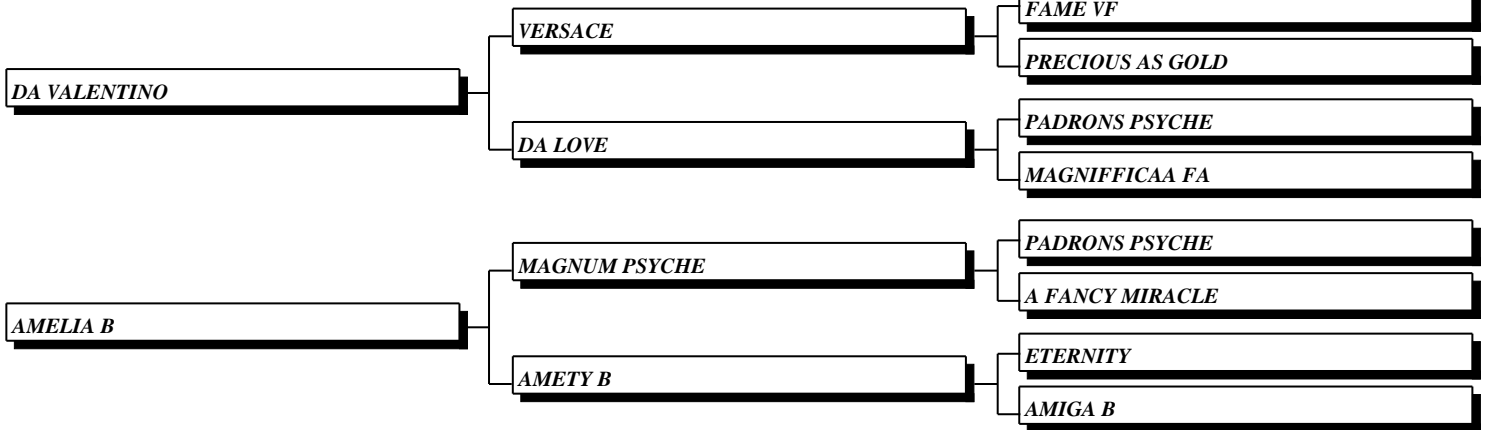 FAME VF
VERSACE
PRECIOUS AS GOLD
DA VALENTINO
PADRONS PSYCHE
DA LOVE
MAGNIFFICAA FA
PADRONS PSYCHE
MAGNUM PSYCHE
A FANCY MIRACLE
AMELIA B
ETERNITY
AMETY B
AMIGA B